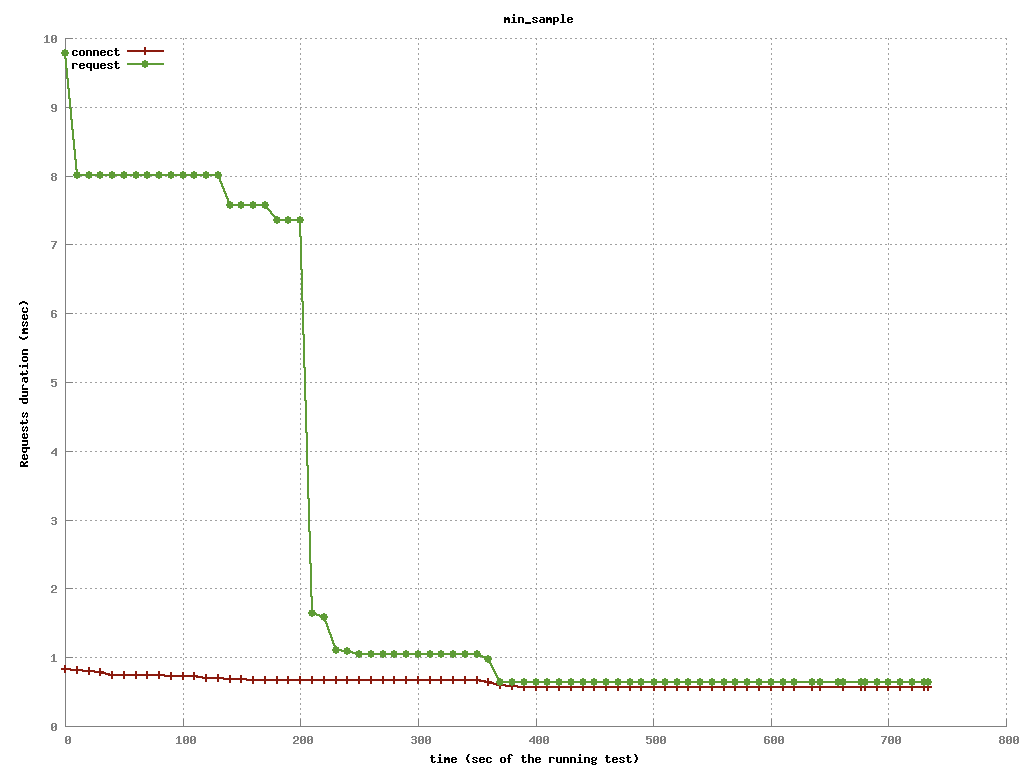 min_sample
connect
request
10
9
8
7
6
5
4
3
2
1
0
Requests duration (msec)
0 100 200 300 400 500 600 700 800
time (sec of the running test)